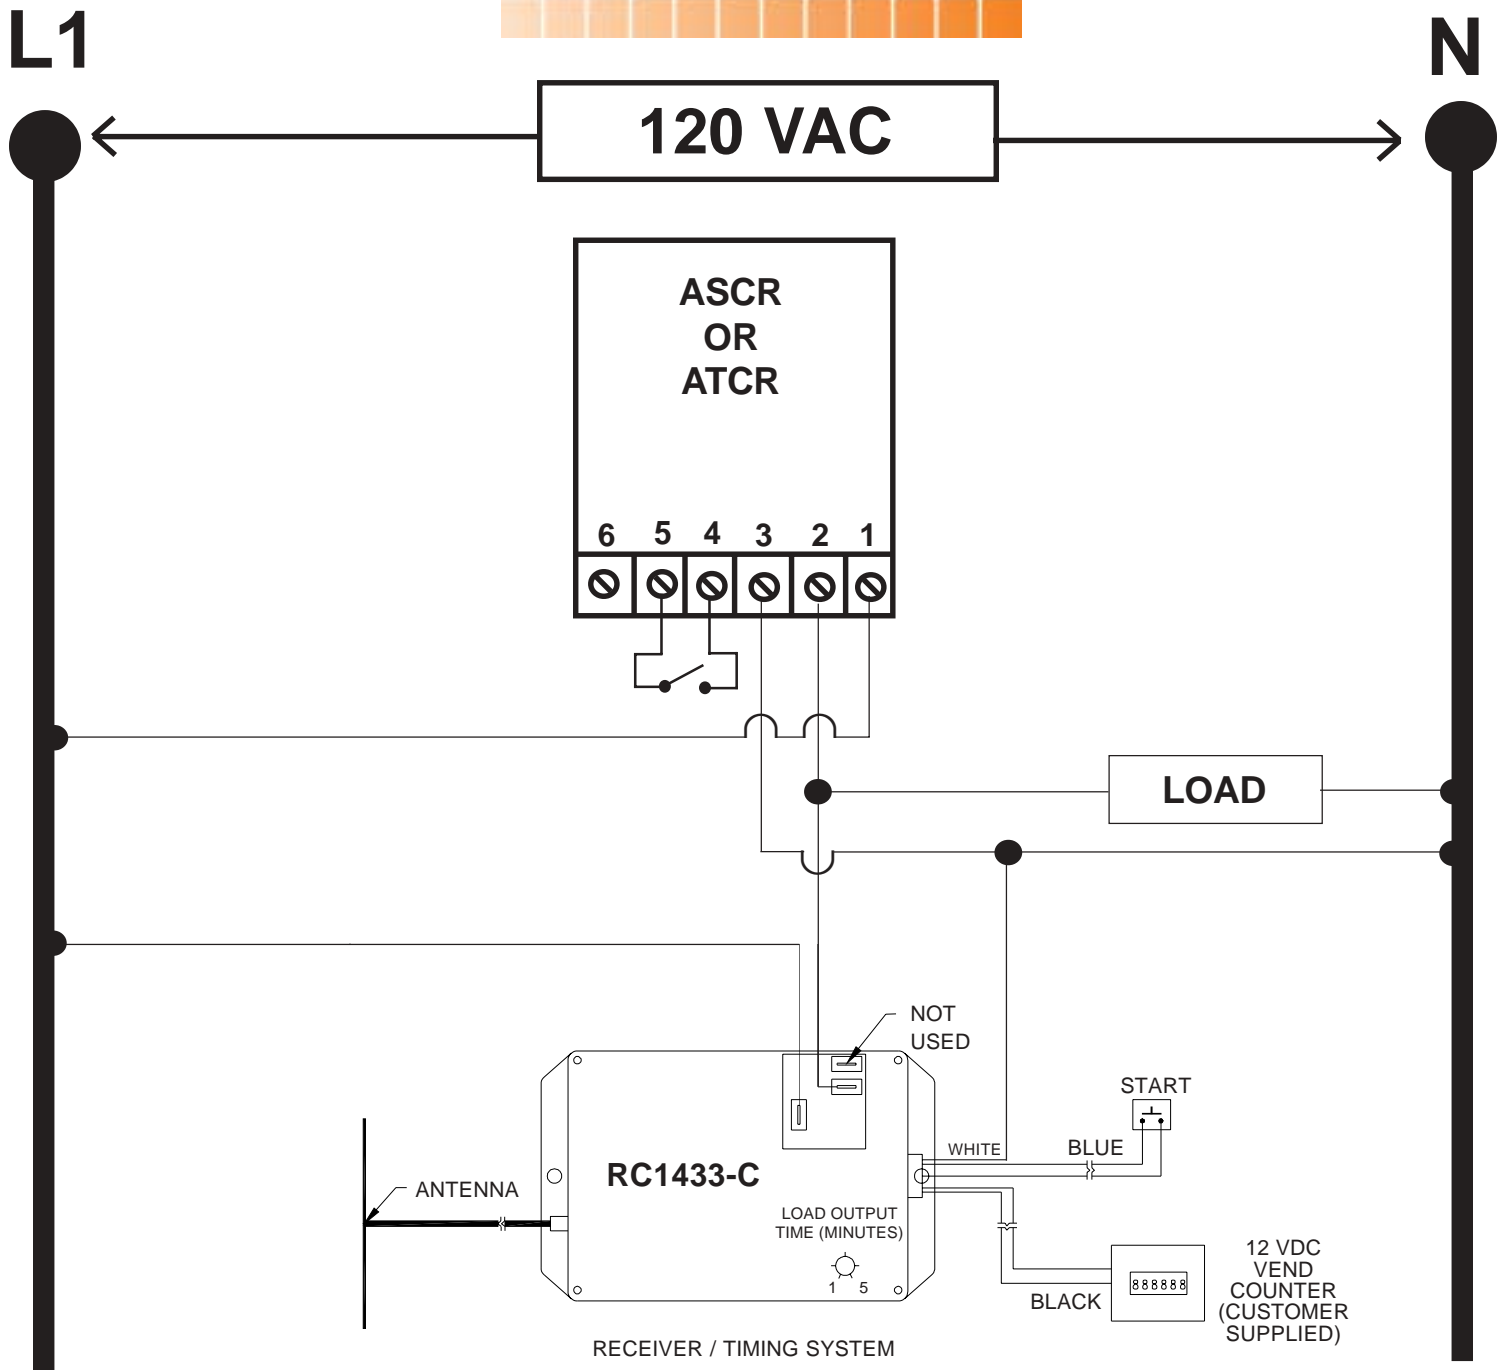 L1
N
120 VAC
ASCR
OR
ATCR
6 5 4 3 2 1
LOAD
NOT
USED
START
WHITE
BLUE
RC1433-C
ANTENNA
LOAD OUTPUT
TIME (MINUTES)
1 5
BLACK
888888
12 VDC
VEND
COUNTER
(CUSTOMER
SUPPLIED)
RECEIVER / TIMING SYSTEM